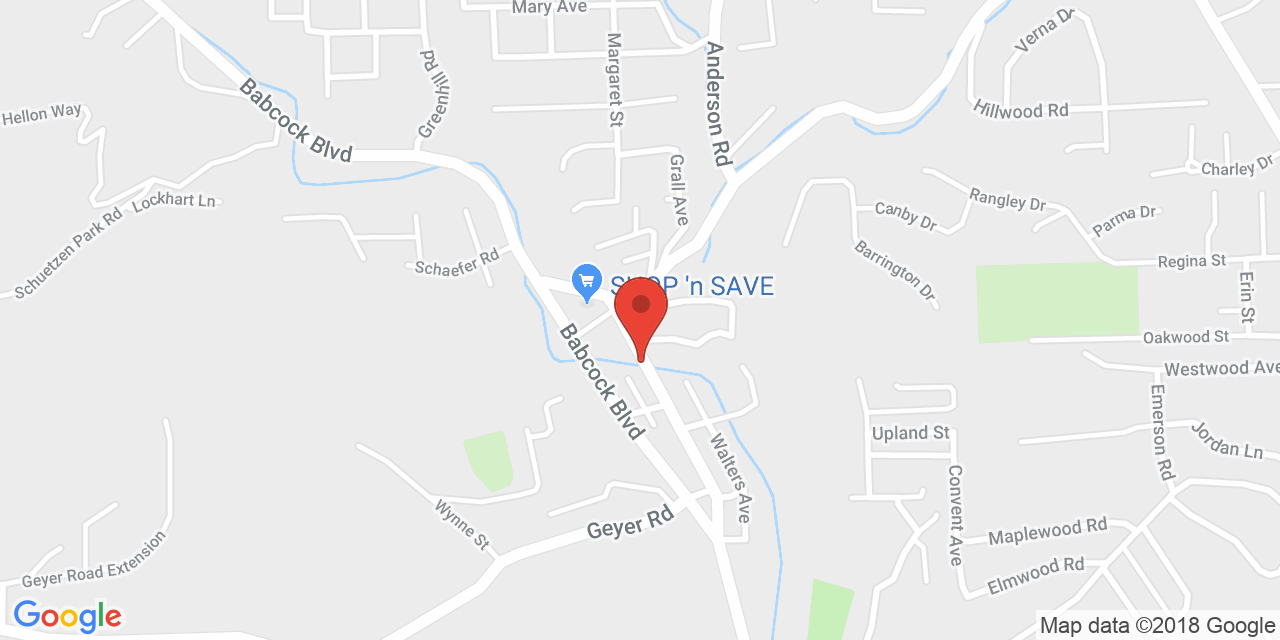 Mary Ave
Verna Dr
Margaret St
Anderson Rd
Greenhill Rd
Babcock Blvd
Hellon Way
Hillwood Rd
Charley Dr
Grall Ave
Lockhart Ln
Rangley Dr
Canby Dr
Parma Dr
Schuetzen Park Rd
Schaefer Rd
Barrington Dr
Regina St
SHOP 'n SAVE
Erin St
Oakwood St
Babcock Blvd
Westwood Ave
Emerson Rd
Upland St
Jordan Ln
Walters Ave
Convent Ave
Wynne St
Geyer Rd
Maplewood Rd
Geyer Road Extension
Elmwood Rd
Google
Map data ©2018 Google